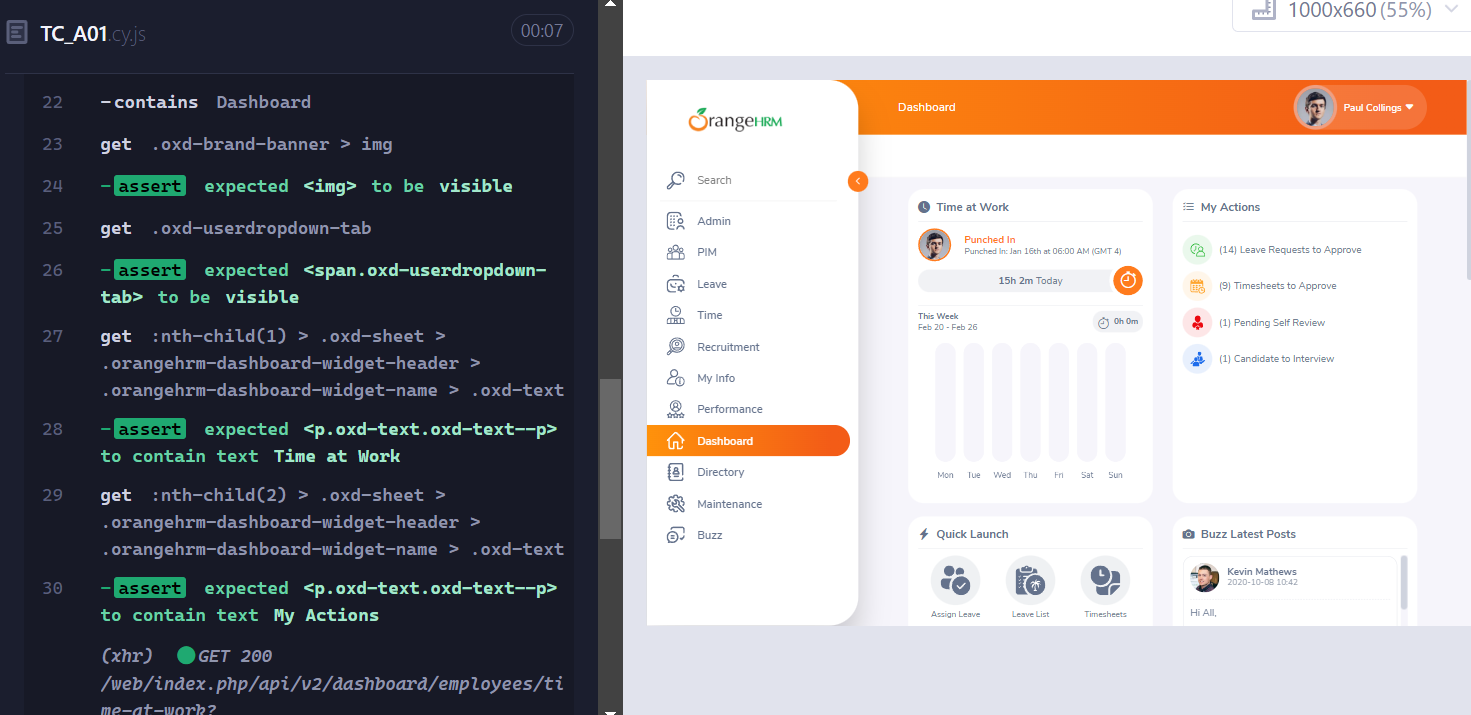 TC_A01.cy.js
00:07
22 -contains Dashboard
23 get .oxd-brand-banner > img
24 -assert expected <img> to be visible
25 get .oxd-userdropdown-tab
26 -assert expected <span.oxd-userdropdown-
tab> to be visible
27 get :nth-child(1) > .oxd-sheet >
.orangehrm-dashboard-widget-header >
.orangehrm-dashboard-widget-name > .oxd-text
28 -assert expected <p.oxd-text.oxd-text--p>
to contain text Time at Work
29 get :nth-child(2) > .oxd-sheet >
.orangehrm-dashboard-widget-header >
.orangehrm-dashboard-widget-name > .oxd-text
30 -assert expected <p.oxd-text.oxd-text--p>
to contain text My Actions
(xhr) GET 200
/web/index.php/api/v2/dashboard/employees/ti
me-at-work?
1000x660 (55%)
OrangeHRM
Search
Admin
PIM
Leave
Time
Recruitment
My Info
Performance
Dashboard
Directory
Maintenance
Buzz
Dashboard
Paul Collings
Time at Work
Punched In
Punched In: Jan 16th at 06:00 AM (GMT 4)
15h 2m Today
This Week
Feb 20 - Feb 26
0h 0m
Mon Tue Wed Thu Fri Sat Sun
My Actions
(14) Leave Requests to Approve
(9) Timesheets to Approve
(1) Pending Self Review
(1) Candidate to Interview
Quick Launch
Assign Leave Leave List Timesheets
Buzz Latest Posts
Kevin Mathews
2020-10-08 10:42
Hi All,